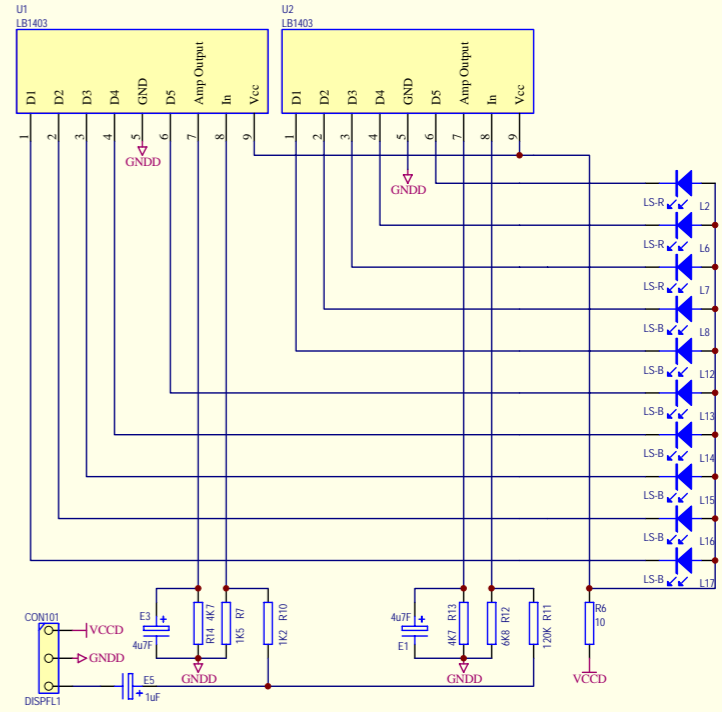 U1
LB1403
D1
D2
D3
D4
GND
D5
Amp Output
In
Vcc
1
2
3
4
5
6
7
8
9
GNDD
U2
LB1403
D1
D2
D3
D4
GND
D5
Amp Output
In
Vcc
1
2
3
4
5
6
7
8
9
GNDD
LS-R
L2
LS-R
L6
LS-R
L7
LS-B
L8
LS-B
L12
LS-B
L13
LS-B
L14
LS-B
L15
LS-B
L16
LS-B
L17
CON101
VCCD
GNDD
DISPFL1
E5
+
1uF
E3
+
4u7F
R14 4K7
R7
1K5
R10
1K2
GNDD
4u7F
+
E1
R13
4K7
R12
6K8
R11
120K
GNDD
R6
10
VCCD